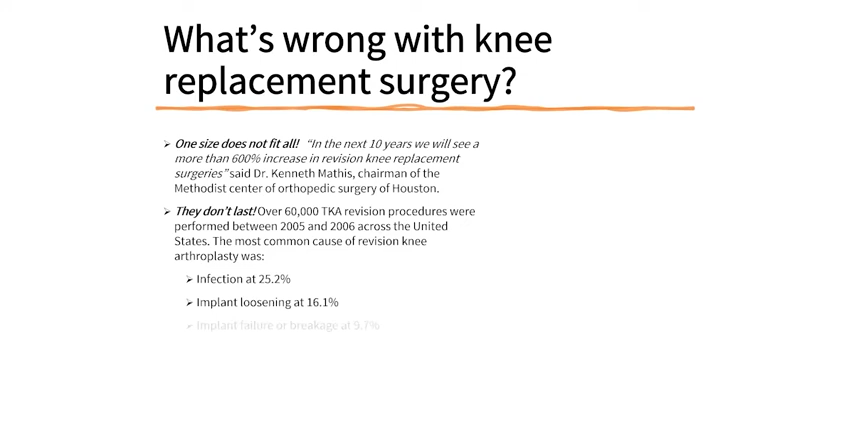 What’s wrong with knee
replacement surgery?
➢ One size does not fit all! “In the next 10 years we will see a
more than 600% increase in revision knee replacement
surgeries” said Dr. Kenneth Mathis, chairman of the
Methodist center of orthopedic surgery of Houston.
➢ They don’t last! Over 60,000 TKA revision procedures were
performed between 2005 and 2006 across the United
States. The most common cause of revision knee
arthroplasty was:
➢ Infection at 25.2%
➢ Implant loosening at 16.1%
➢ Implant failure or breakage at 9.7%